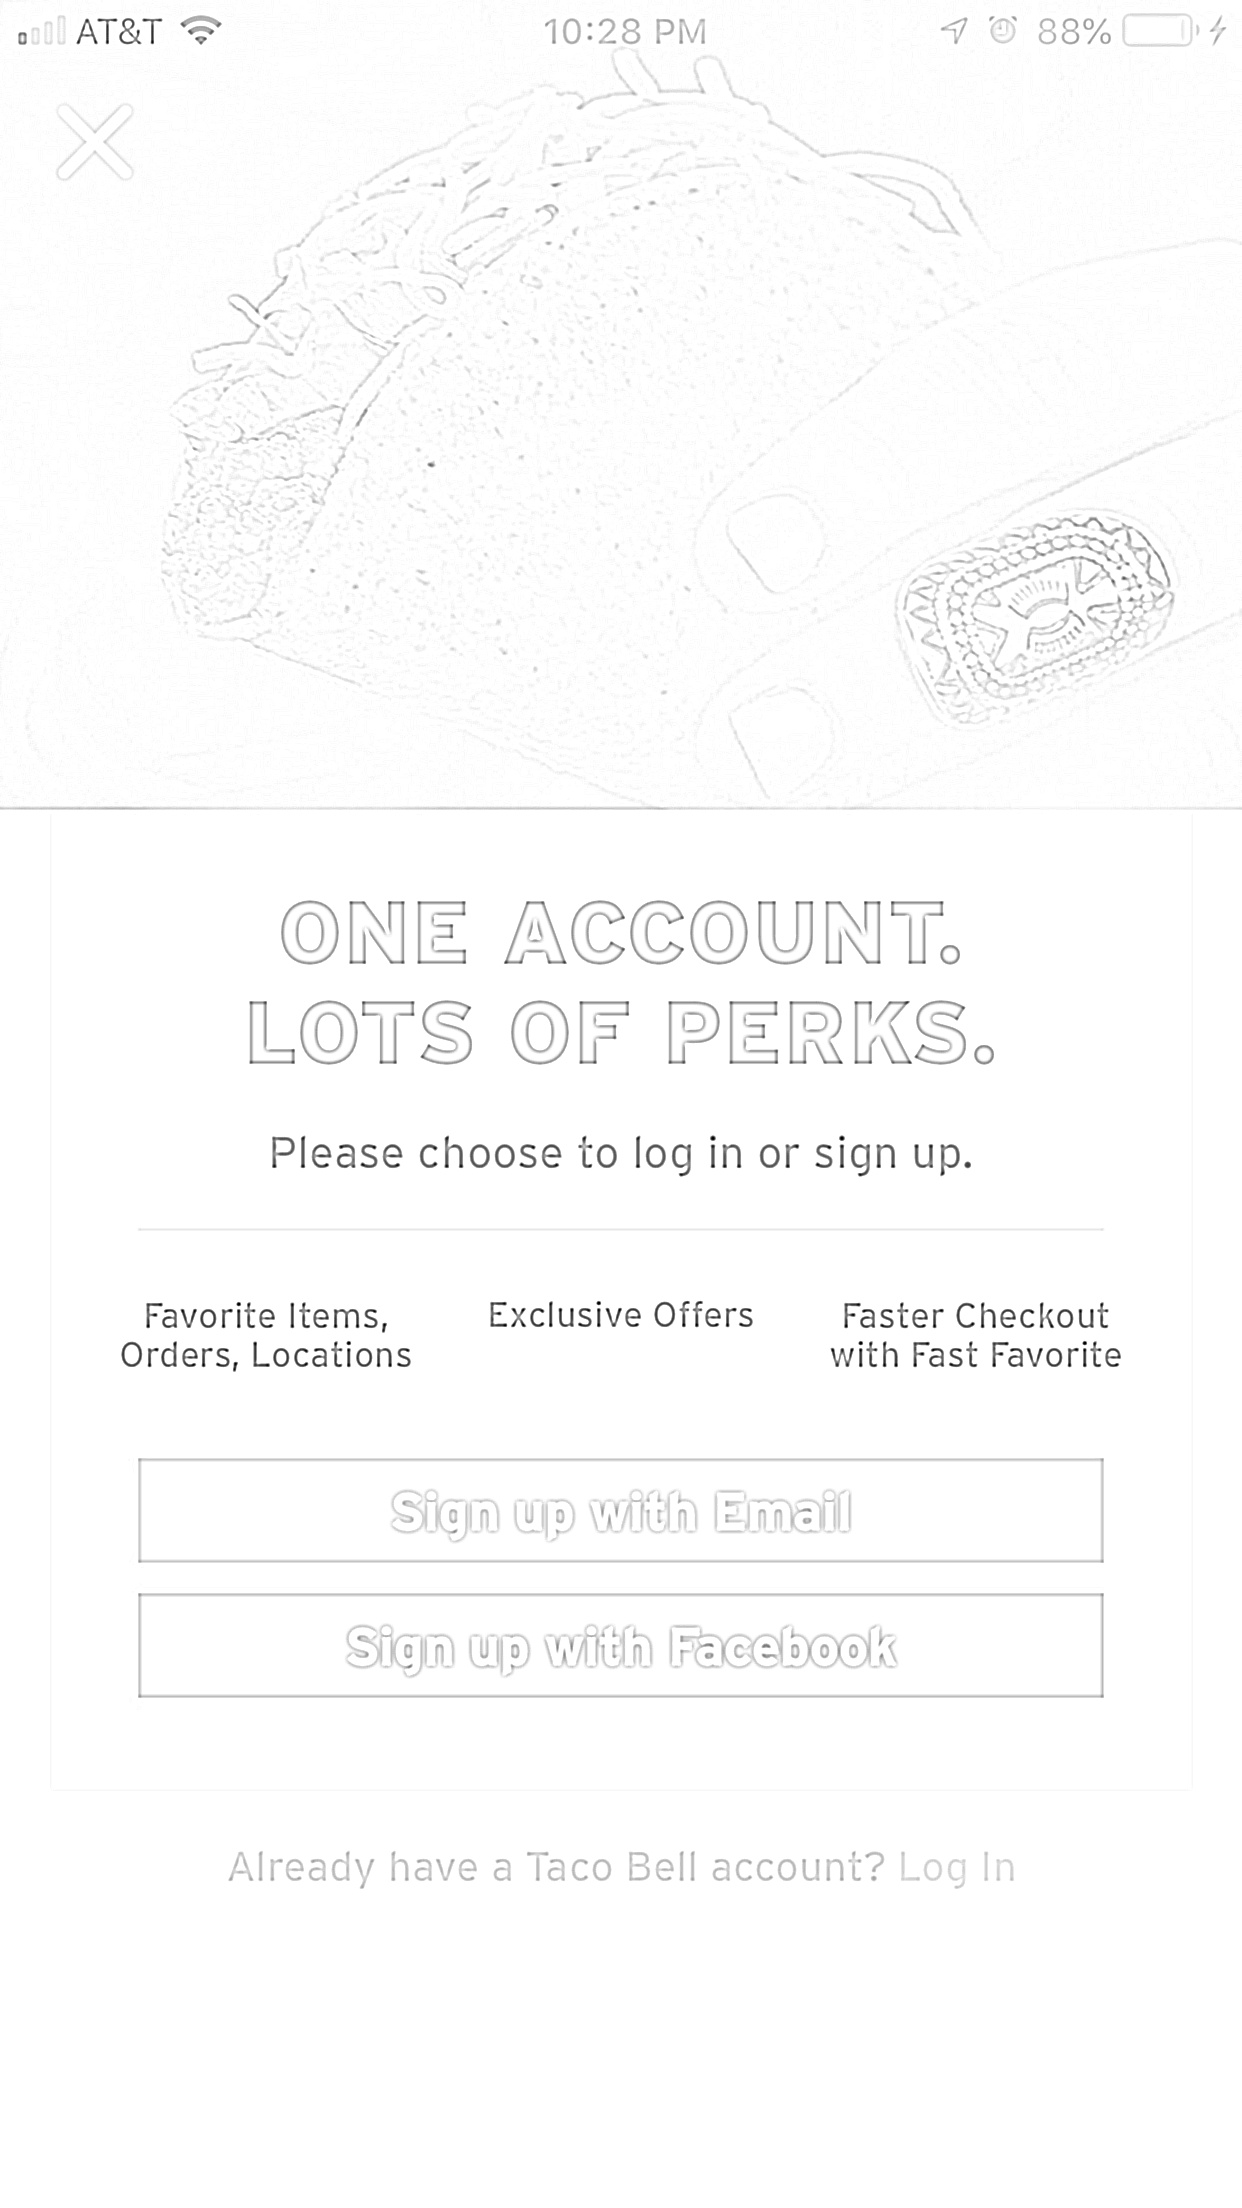 AT&T 10:28 PM 88%
ONE ACCOUNT.
LOTS OF PERKS.
Please choose to log in or sign up.
Favorite Items,
Orders, Locations
Exclusive Offers
Faster Checkout
with Fast Favorite
Sign up with Email
Sign up with Facebook
Already have a Taco Bell account? Log In